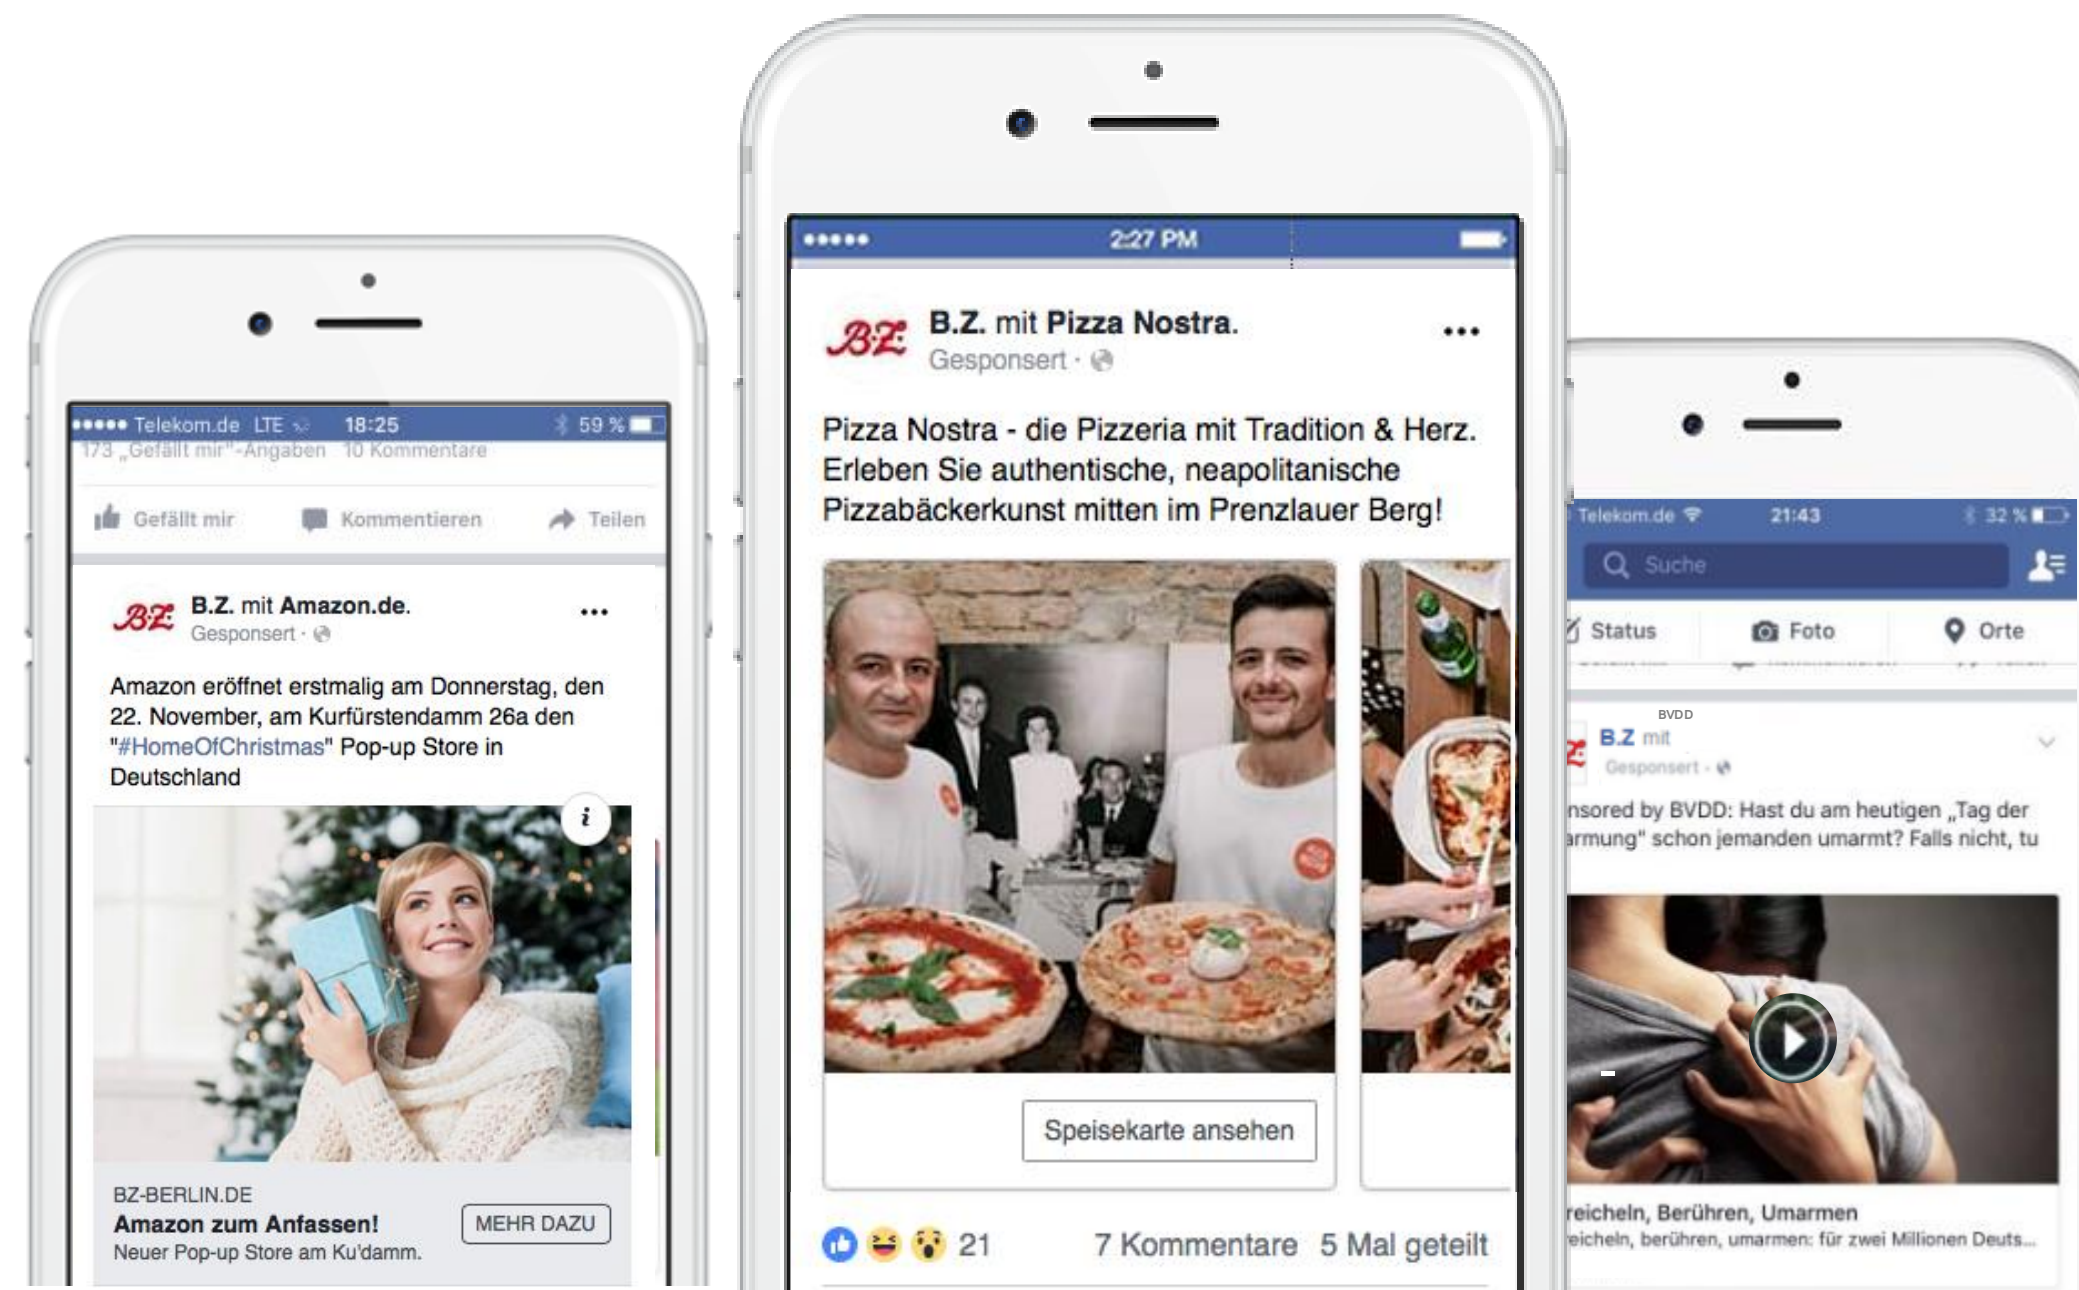 Telekom.de LTE 18:25 59 %
173 „Gefällt mir"-Angaben 10 Kommentare
Gefällt mir Kommentieren Teilen
B.Z. B.Z. mit Amazon.de. ...
Gesponsert ·
Amazon eröffnet erstmalig am Donnerstag, den
22. November, am Kurfürstendamm 26a den
"#HomeOfChristmas" Pop-up Store in
Deutschland
i
BZ-BERLIN.DE
Amazon zum Anfassen!
MEHR DAZU
Neuer Pop-up Store am Ku'damm.
2:27 PM
B.Z. B.Z. mit Pizza Nostra. ...
Gesponsert ·
Pizza Nostra - die Pizzeria mit Tradition & Herz.
Erleben Sie authentische, neapolitanische
Pizzabäckerkunst mitten im Prenzlauer Berg!
Speisekarte ansehen
21 7 Kommentare 5 Mal geteilt
Telekom.de 21:43 32 %
Suche
Status Foto Orte
BVDD
B.Z mit
Gesponsert ·
nsored by BVDD: Hast du am heutigen „Tag der
armung" schon jemanden umarmt? Falls nicht, tu
reicheln, Berühren, Umarmen
eicheln, berühren, umarmen: für zwei Millionen Deuts...